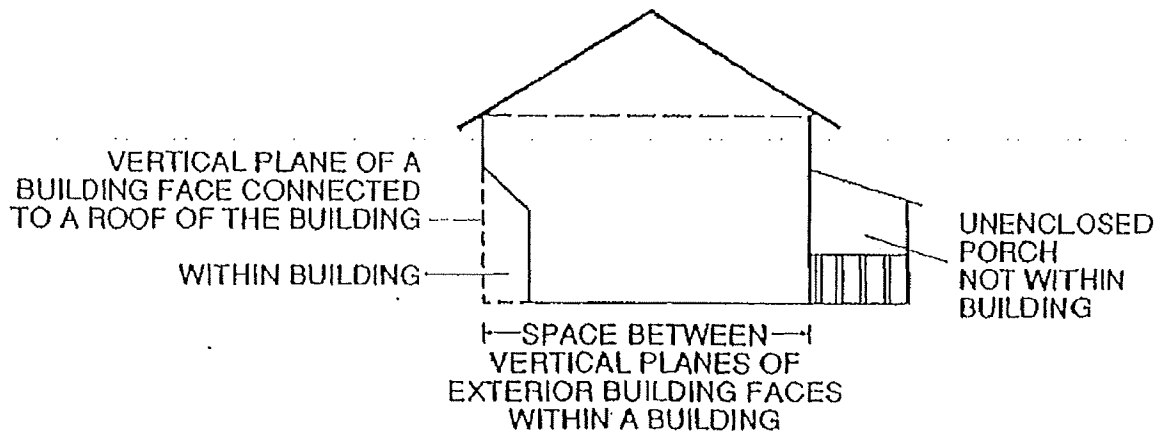 VERTICAL PLANE OF A
BUILDING FACE CONNECTED
TO A ROOF OF THE BUILDING
WITHIN BUILDING
UNENCLOSED
PORCH
NOT WITHIN
BUILDING
SPACE BETWEEN
VERTICAL PLANES OF
EXTERIOR BUILDING FACES
WITHIN A BUILDING